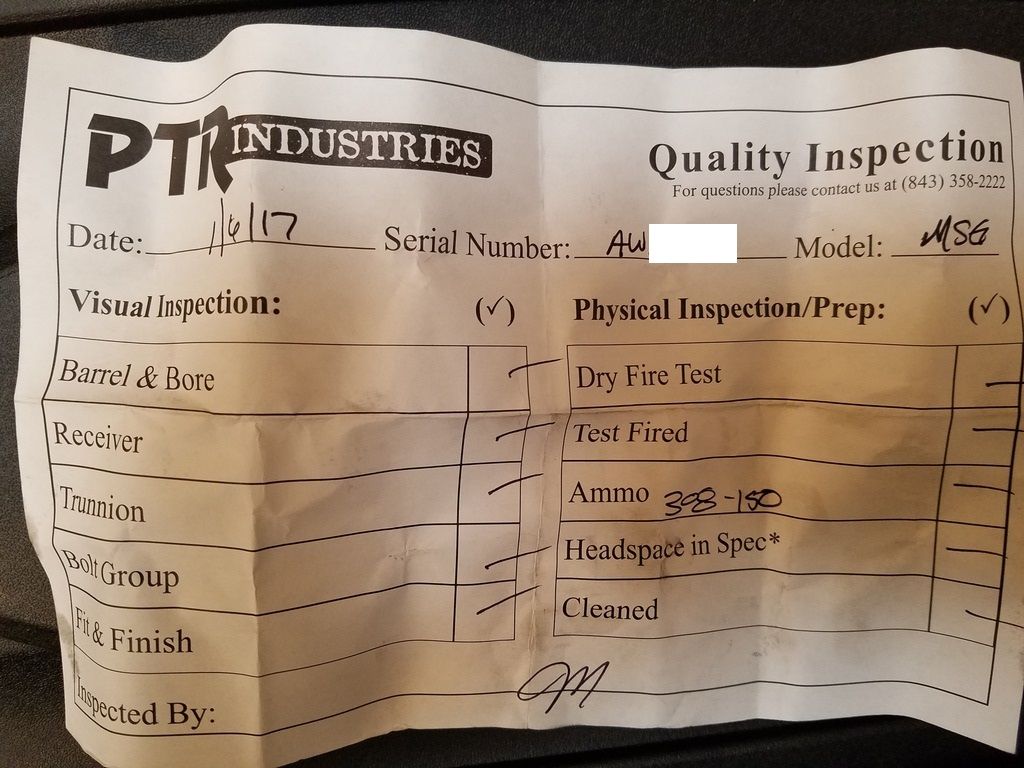 PTR INDUSTRIES
Quality Inspection
For questions please contact us at (843) 358-2222
Date: 1/6/17 Serial Number: AW Model: MSG
Visual Inspection: (✓) Physical Inspection/Prep: (✓)
Barrel & Bore Dry Fire Test
Receiver Test Fired
Trunnion Ammo 308-150
Bolt Group Headspace in Spec*
Fit & Finish Cleaned
Inspected By: